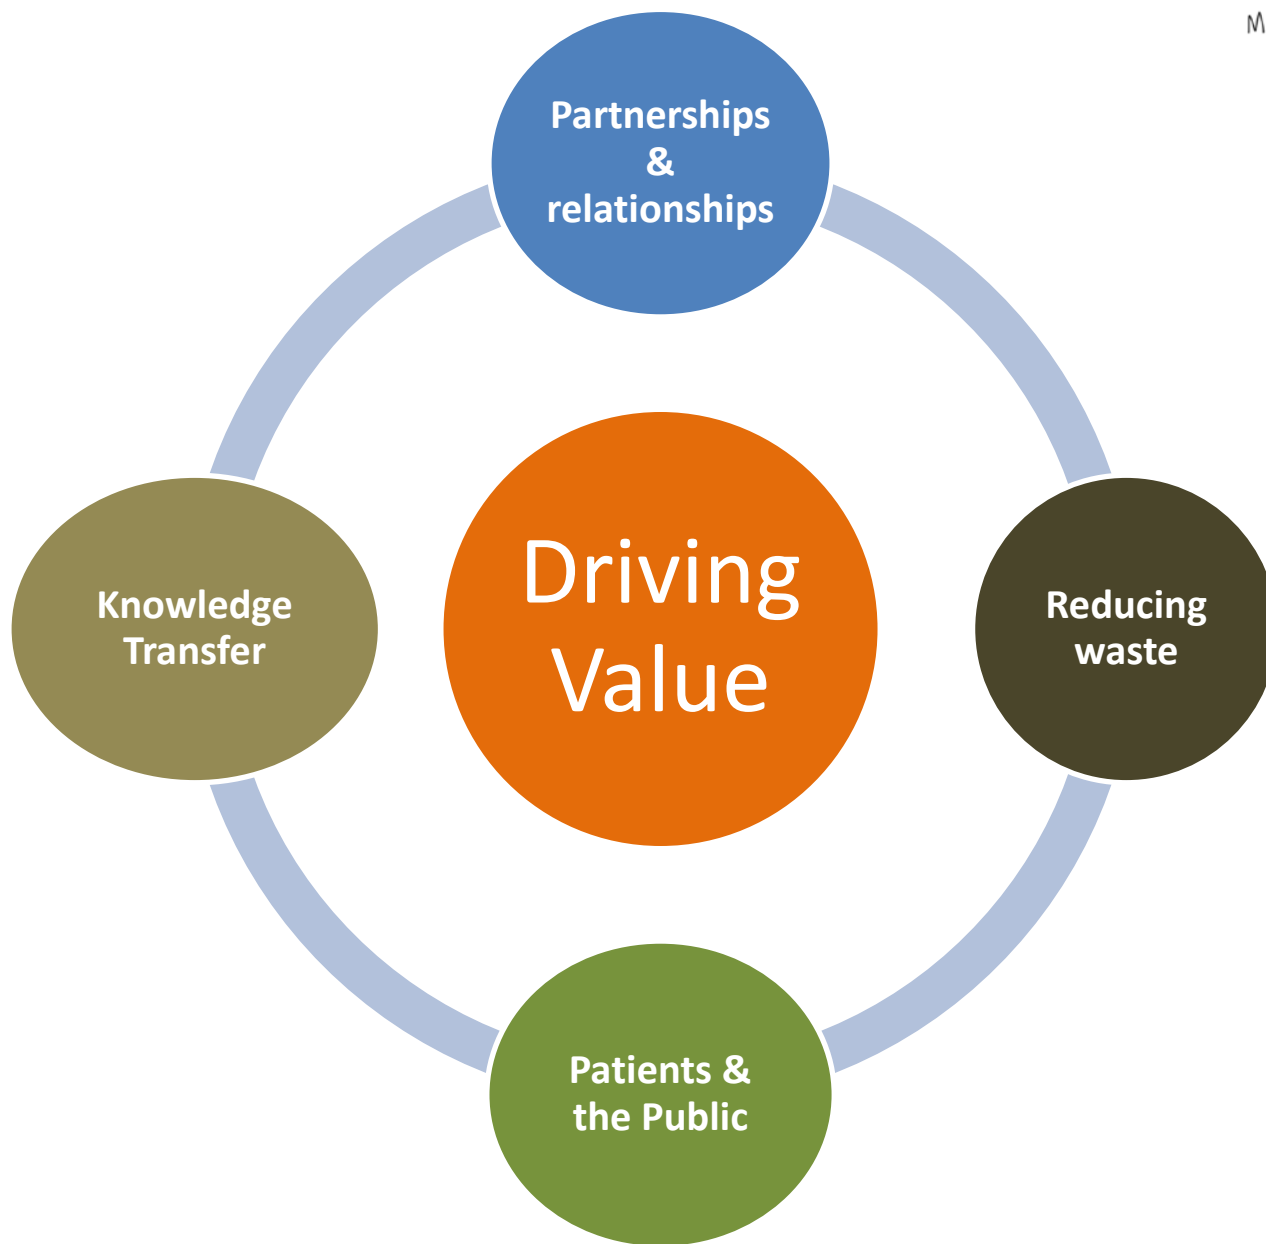 M
Partnerships
&
relationships
Driving
Value
Knowledge
Transfer
Reducing
waste
Patients &
the Public